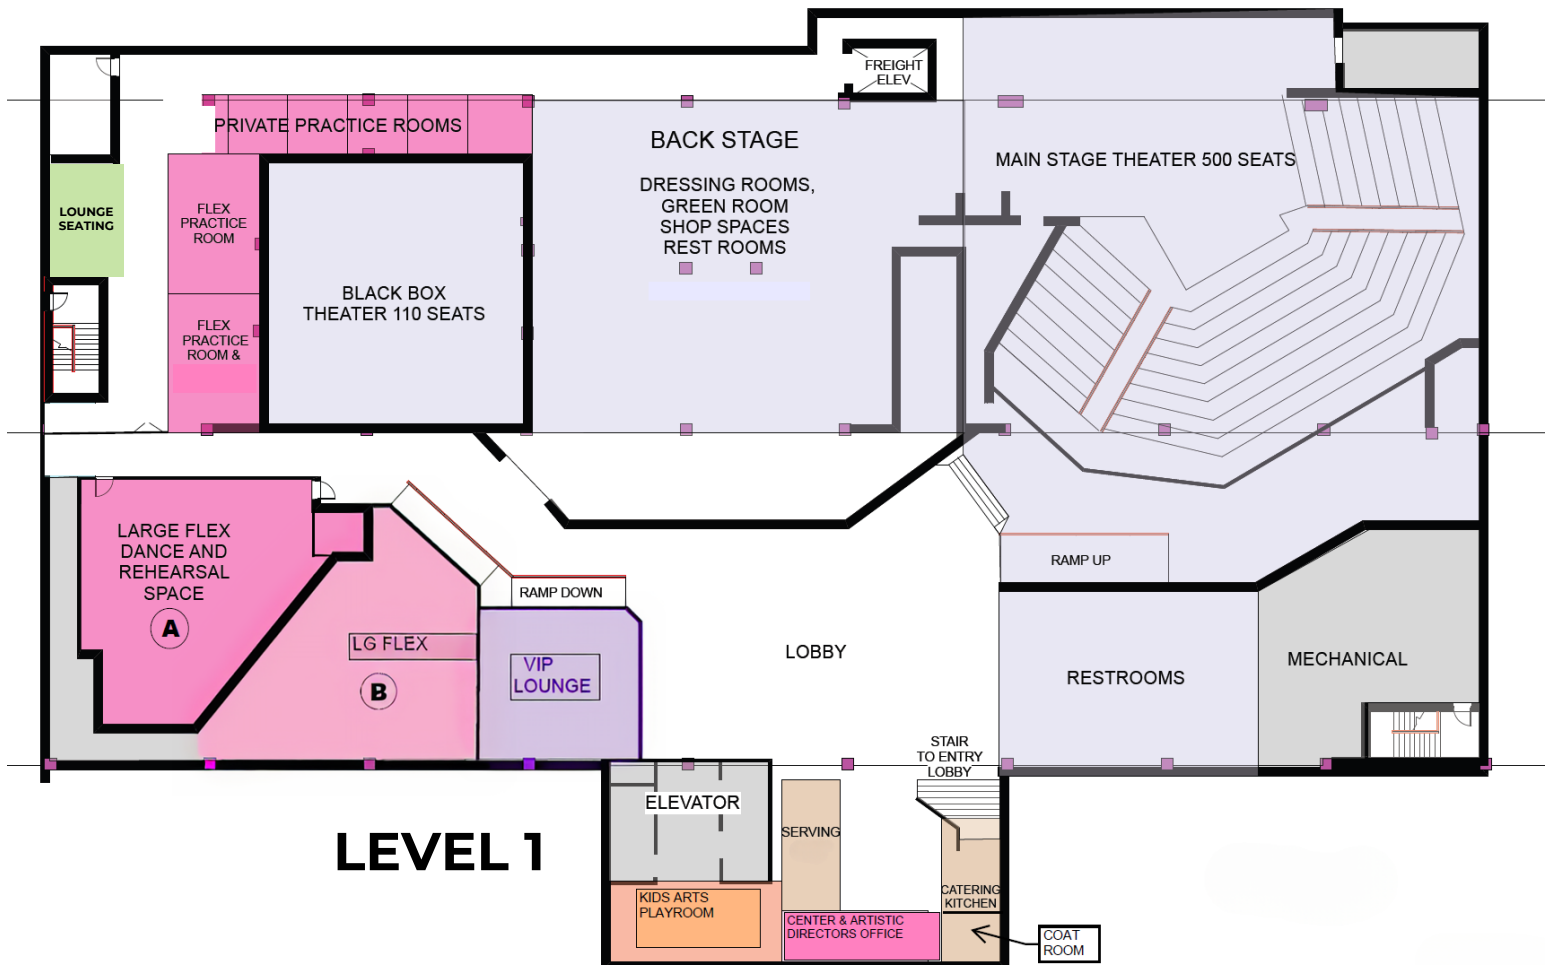 FREIGHT
ELEV.
PRIVATE PRACTICE ROOMS
BACK STAGE
MAIN STAGE THEATER 500 SEATS
DRESSING ROOMS,
GREEN ROOM
SHOP SPACES
REST ROOMS
LOUNGE
SEATING
FLEX
PRACTICE
ROOM
BLACK BOX
THEATER 110 SEATS
FLEX
PRACTICE
ROOM &
LARGE FLEX
DANCE AND
REHEARSAL
SPACE
A
RAMP UP
RAMP DOWN
LG FLEX
B
VIP
LOUNGE
LOBBY
RESTROOMS
MECHANICAL
STAIR
TO ENTRY
LOBBY
ELEVATOR
SERVING
LEVEL 1
KIDS ARTS
PLAYROOM
CATERING
KITCHEN
CENTER & ARTISTIC
DIRECTORS OFFICE
COAT
ROOM